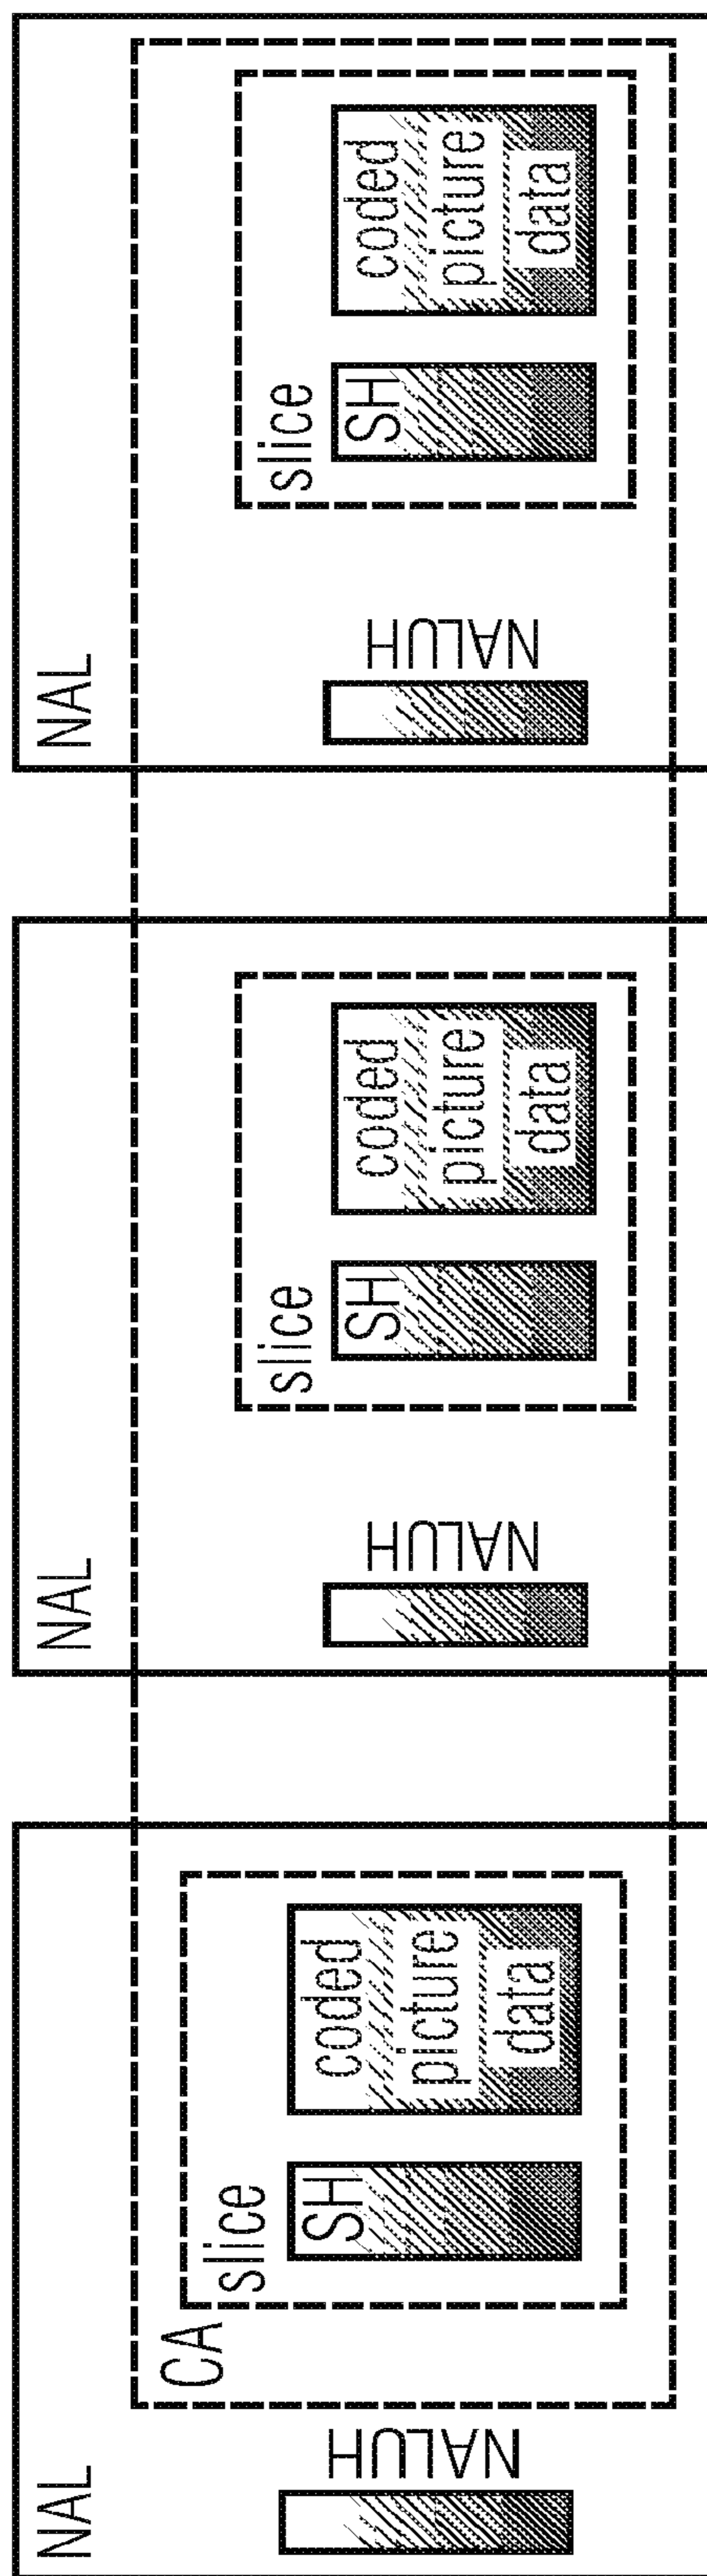 NAL
NALUH
CA
slice
SH
coded
picture
data
NAL
NALUH
slice
SH
coded
picture
data
NAL
NALUH
slice
SH
coded
picture
data